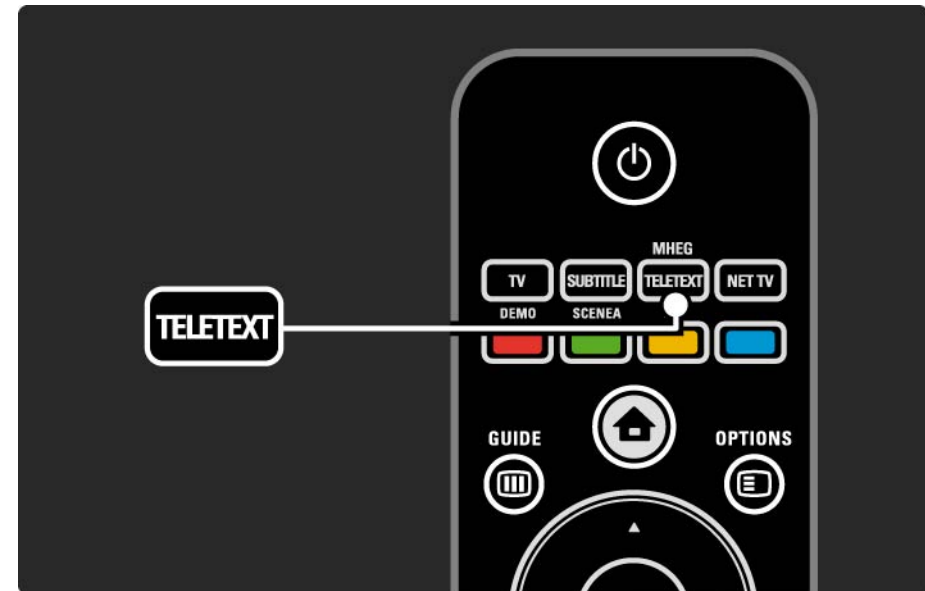 MHEG
TV SUBTITLE TELETEXT NET TV
DEMO SCENEA
TELETEXT
GUIDE OPTIONS